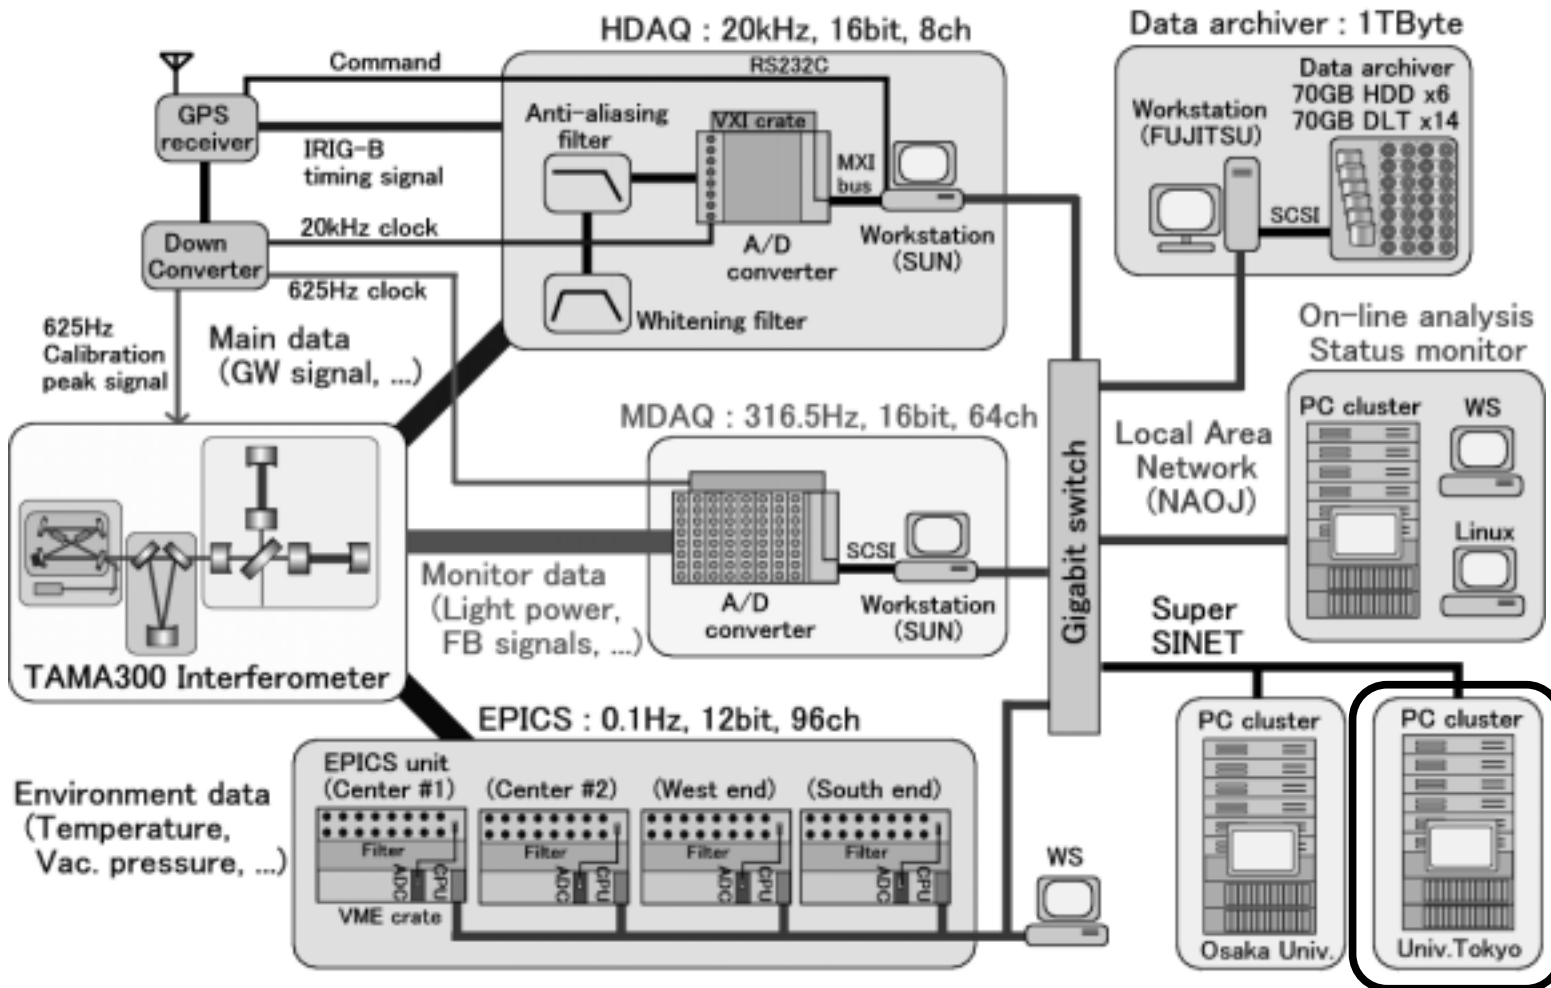 HDAQ : 20kHz, 16bit, 8ch
Data archiver : 1TByte
Command
RS232C
GPS
receiver
IRIG-B
timing signal
Anti-aliasing
filter
VXI crate
MXI
bus
A/D
converter
Workstation
(SUN)
Whitening filter
Workstation
(FUJITSU)
Data archiver
70GB HDD x6
70GB DLT x14
SCSI
Down
Converter
20kHz clock
625Hz clock
625Hz
Calibration
peak signal
Main data
(GW signal, ...)
On-line analysis
Status monitor
PC cluster
WS
Linux
MDAQ : 316.5Hz, 16bit, 64ch
SCSI
A/D
converter
Workstation
(SUN)
Gigabit switch
Local Area
Network
(NAOJ)
Monitor data
(Light power,
FB signals, ...)
TAMA300 Interferometer
Super
SINET
EPICS : 0.1Hz, 12bit, 96ch
EPICS unit
(Center #1)
(Center #2)
(West end)
(South end)
Filter
ADC
CPU
Filter
ADC
CPU
Filter
ADC
CPU
Filter
ADC
CPU
VME crate
Environment data
(Temperature,
Vac. pressure, ...)
WS
PC cluster
Osaka Univ.
PC cluster
Univ.Tokyo